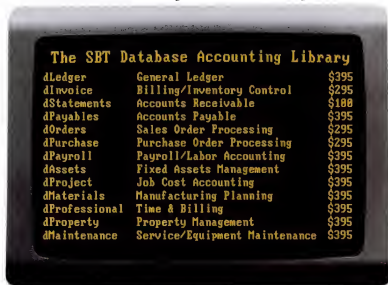 The SBT Database Accounting Library
dLedger General Ledger $395
dInvoice Billing/Inventory Control $295
dStatements Accounts Receivable $100
dPayables Accounts Payable $395
dOrders Sales Order Processing $295
dPurchase Purchase Order Processing $295
dPayroll Payroll/Labor Accounting $395
dAssets Fixed Assets Management $395
dProject Job Cost Accounting $395
dMaterials Manufacturing Planning $395
dProfessional Time & Billing $395
dProperty Property Management $395
dMaintenance Service/Equipment Maintenance $395